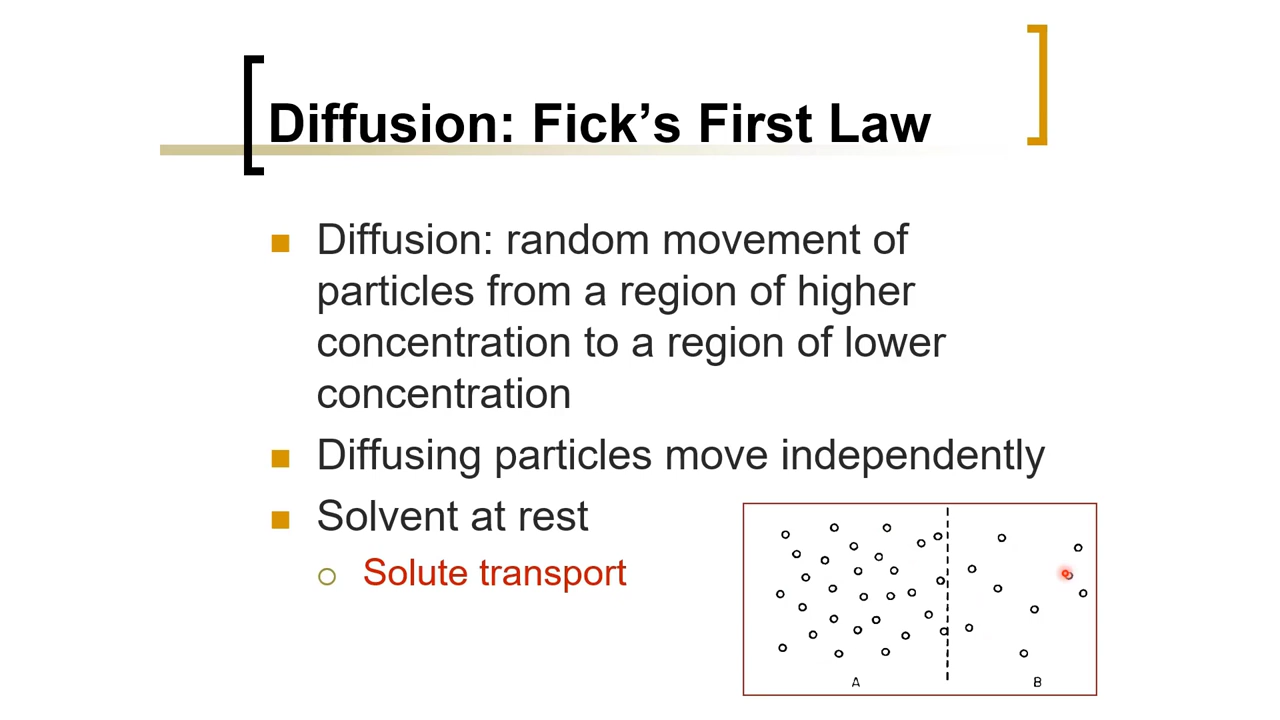 Diffusion: Fick’s First Law
Diffusion: random movement of
particles from a region of higher
concentration to a region of lower
concentration
Diffusing particles move independently
Solvent at rest
Solute transport
A
B